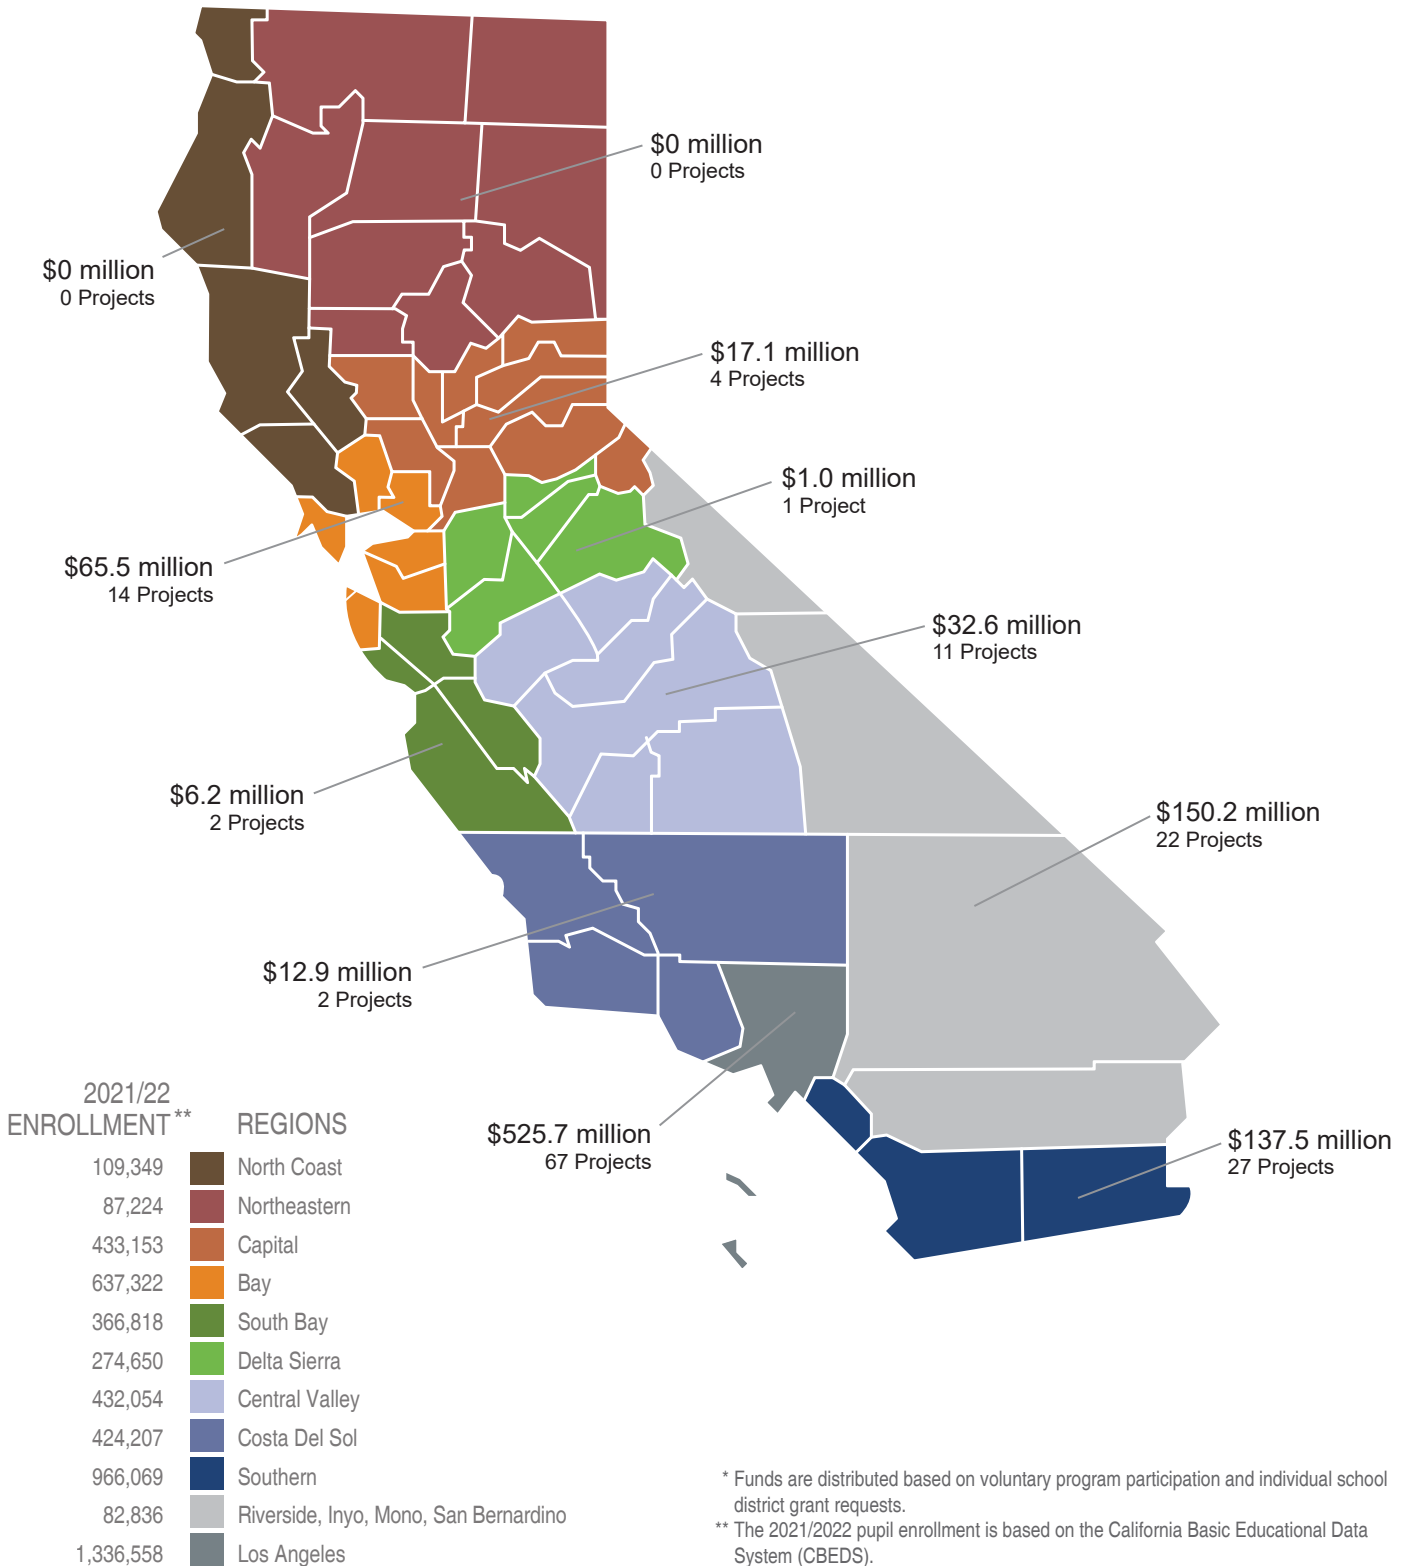 $0 million
0 Projects
$0 million
0 Projects
$17.1 million
4 Projects
$1.0 million
1 Project
$65.5 million
14 Projects
$32.6 million
11 Projects
$6.2 million
2 Projects
$150.2 million
22 Projects
$12.9 million
2 Projects
$525.7 million
67 Projects
$137.5 million
27 Projects
2021/22
ENROLLMENT** REGIONS
109,349 North Coast
87,224 Northeastern
433,153 Capital
637,322 Bay
366,818 South Bay
274,650 Delta Sierra
432,054 Central Valley
424,207 Costa Del Sol
966,069 Southern
82,836 Riverside, Inyo, Mono, San Bernardino
1,336,558 Los Angeles
* Funds are distributed based on voluntary program participation and individual school
district grant requests.
** The 2021/2022 pupil enrollment is based on the California Basic Educational Data
System (CBEDS).